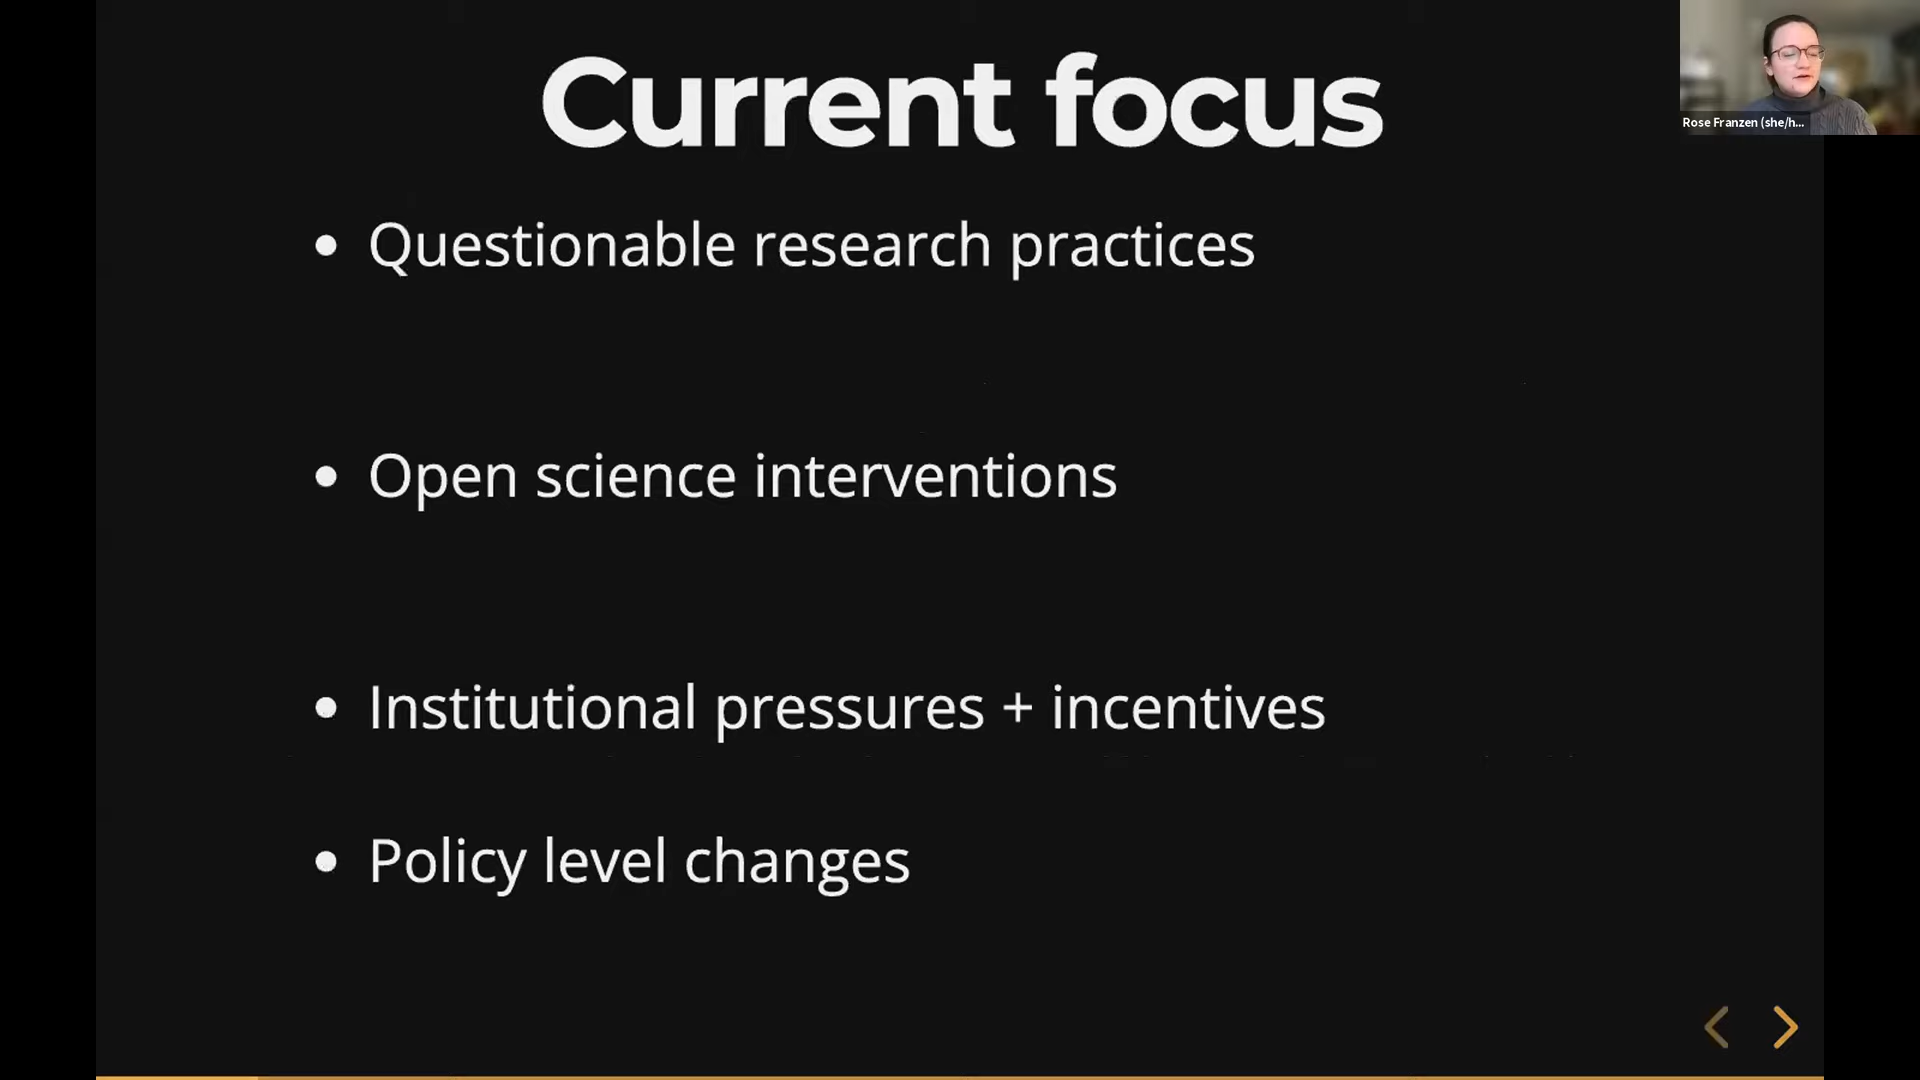 Current focus
Rose Franzen (she/h...
• Questionable research practices
• Open science interventions
• Institutional pressures + incentives
• Policy level changes